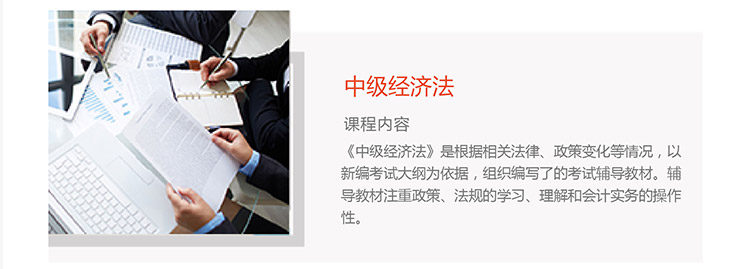 中级经济法
课程内容
《中级经济法》是根据相关法律、政策变化等情况，以
新编考试大纲为依据，组织编写了的考试辅导教材。辅
导教材注重政策、法规的学习、理解和会计实务的操作
性。